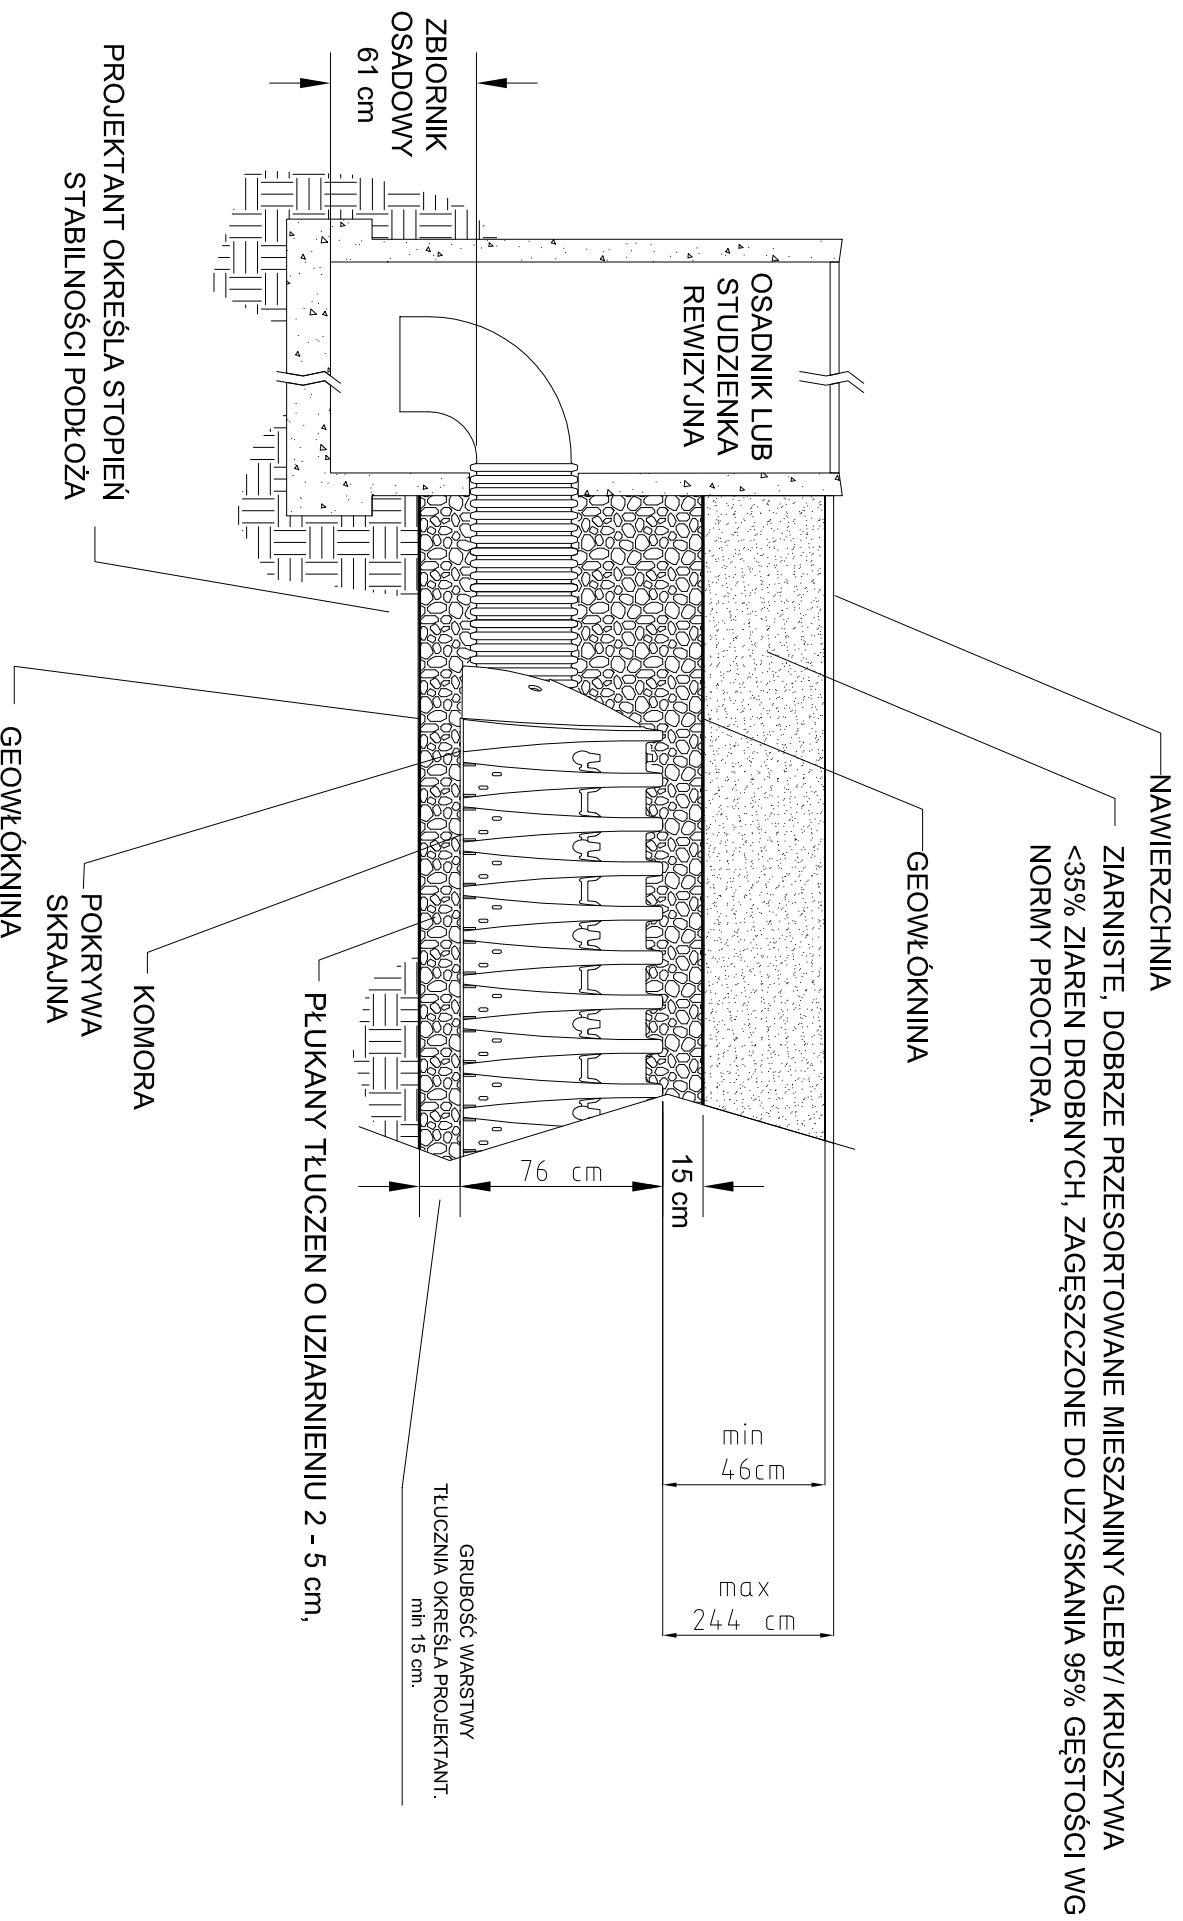 NAWIERZCHNIA
ZIARNISTE, DOBRZE PRZESORTOWANE MIESZANINY GLEBY/ KRUSZYWA
<35% ZIAREN DROBNYCH, ZAGĘSZCZONE DO UZYSKANIA 95% GĘSTOŚCI WG
NORMY PROCTORA.
GEOWŁÓKNINA
OSADNIK LUB
STUDZIENKA
REWIZYJNA
min
46cm
max
244 cm
15 cm
76 cm
ZBIORNIK
OSADOWY
61 cm
GRUBOŚĆ WARSTWY
TŁUCZNIA OKREŚLA PROJEKTANT.
min 15 cm.
PŁUKANY TŁUCZEN O UZIARNIENIU 2 - 5 cm,
KOMORA
POKRYWA
SKRAJNA
PROJEKTANT OKREŚLA STOPIEŃ
STABILNOŚCI PODŁOŻA
GEOWŁÓKNINA